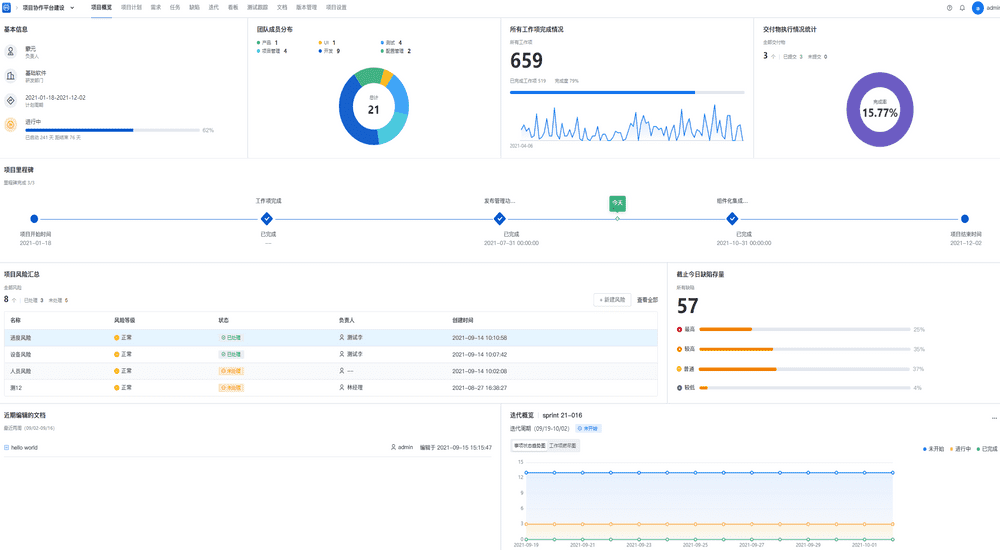 项目协作平台建设
项目概览 项目计划 需求 任务 缺陷 迭代 看板 测试跟踪 文档 版本管理 项目设置
admin
基本信息
负责人
基础软件
研发部门
2021-01-18~2021-12-02
计划周期
进行中
62%
已启动 241 天 距结束 76 天
团队成员分布
产品 1
UI 1
测试 4
项目管理 4
开发 9
配置管理 2
总计
21
所有工作项完成情况
所有工作项
659
已完成工作项 519 完成度 79%
2021-04-06
交付物执行情况统计
全部交付物
3 个 已提交 3 未提交 0
完成度
15.77%
项目里程碑
里程碑完成 3/3
工作项完成
发布管理功...
今天
组件化集成...
项目开始时间
2021-01-18
已完成
---
已完成
2021-07-31 00:00:00
已完成
2021-10-31 00:00:00
项目结束时间
2021-12-02
项目风险汇总
全部风险
8 个 已处理 3 未处理 5
+ 新建风险 查看全部
名称 风险等级 状态 负责人 创建时间
进度风险 正常 已处理 测试李 2021-09-14 10:10:58
设备风险 正常 已处理 测试李 2021-09-14 10:07:42
人员风险 正常 未处理 --- 2021-09-14 10:02:08
测12 正常 未处理 林经理 2021-08-27 16:38:27
截止今日缺陷存量
所有缺陷
57
最高 25%
较高 35%
普通 37%
较低 4%
近期编辑的文档
最近两周 (09/02-09/16)
hello world admin 编辑于 2021-09-15 15:15:47
迭代概览 sprint 21-016
迭代周期 (09/19-10/02) 未开始
事项状态趋势图 工作项燃尽图
未开始 进行中 已完成
15
12
9
6
3
0
2021-09-19 2021-09-21 2021-09-23 2021-09-25 2021-09-27 2021-09-29 2021-10-01